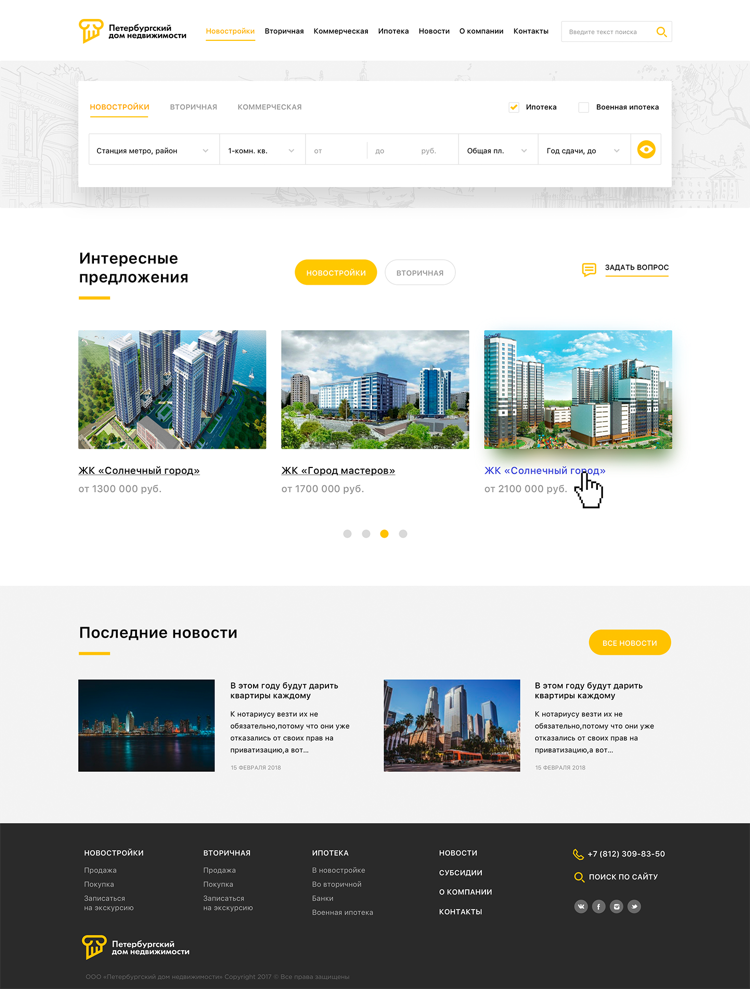 Петербургский
дом недвижимости
Новостройки Вторичная Коммерческая Ипотека Новости О компании Контакты
Введите текст поиска
НОВОСТРОЙКИ ВТОРИЧНАЯ КОММЕРЧЕСКАЯ
Ипотека Военная ипотека
Станция метро, район 1-комн. кв. от до руб. Общая пл. Год сдачи, до
Интересные
предложения
НОВОСТРОЙКИ ВТОРИЧНАЯ
ЗАДАТЬ ВОПРОС
ЖК «Солнечный город»
от 1300 000 руб.
ЖК «Город мастеров»
от 1700 000 руб.
ЖК «Солнечный город»
от 2100 000 руб.
Последние новости
ВСЕ НОВОСТИ
В этом году будут дарить
квартиры каждому
К нотариусу везти их не
обязательно,потому что они уже
отказались от своих прав на
приватизацию,а вот...
15 ФЕВРАЛЯ 2018
В этом году будут дарить
квартиры каждому
К нотариусу везти их не
обязательно,потому что они уже
отказались от своих прав на
приватизацию,а вот...
15 ФЕВРАЛЯ 2018
НОВОСТРОЙКИ
Продажа
Покупка
Записаться
на экскурсию
ВТОРИЧНАЯ
Продажа
Покупка
Записаться
на экскурсию
ИПОТЕКА
В новостройке
Во вторичной
Банки
Военная ипотека
НОВОСТИ
СУБСИДИИ
О КОМПАНИИ
КОНТАКТЫ
+7 (812) 309-83-50
ПОИСК ПО САЙТУ
Петербургский
дом недвижимости
ООО «Петербургский дом недвижимости» Copyright 2017 © Все права защищены